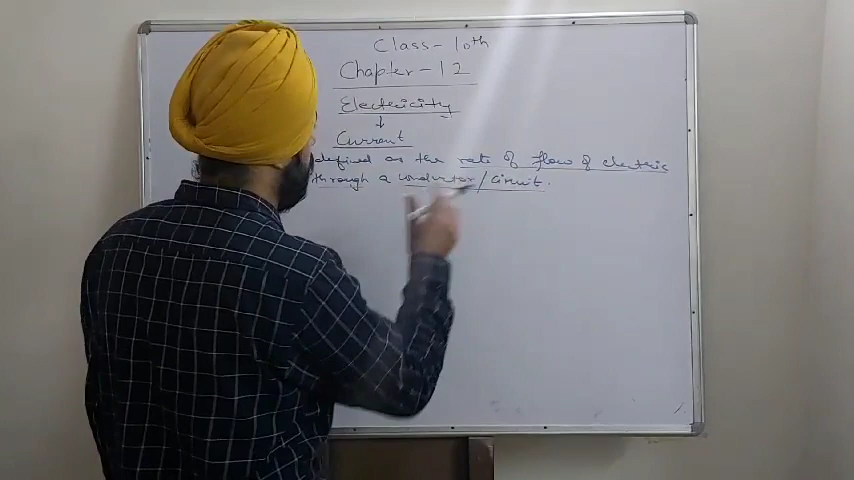 Class-10th
Chapter-12
Electricity
Current
defined as the rate of flow of electric
through a conductor/circuit.